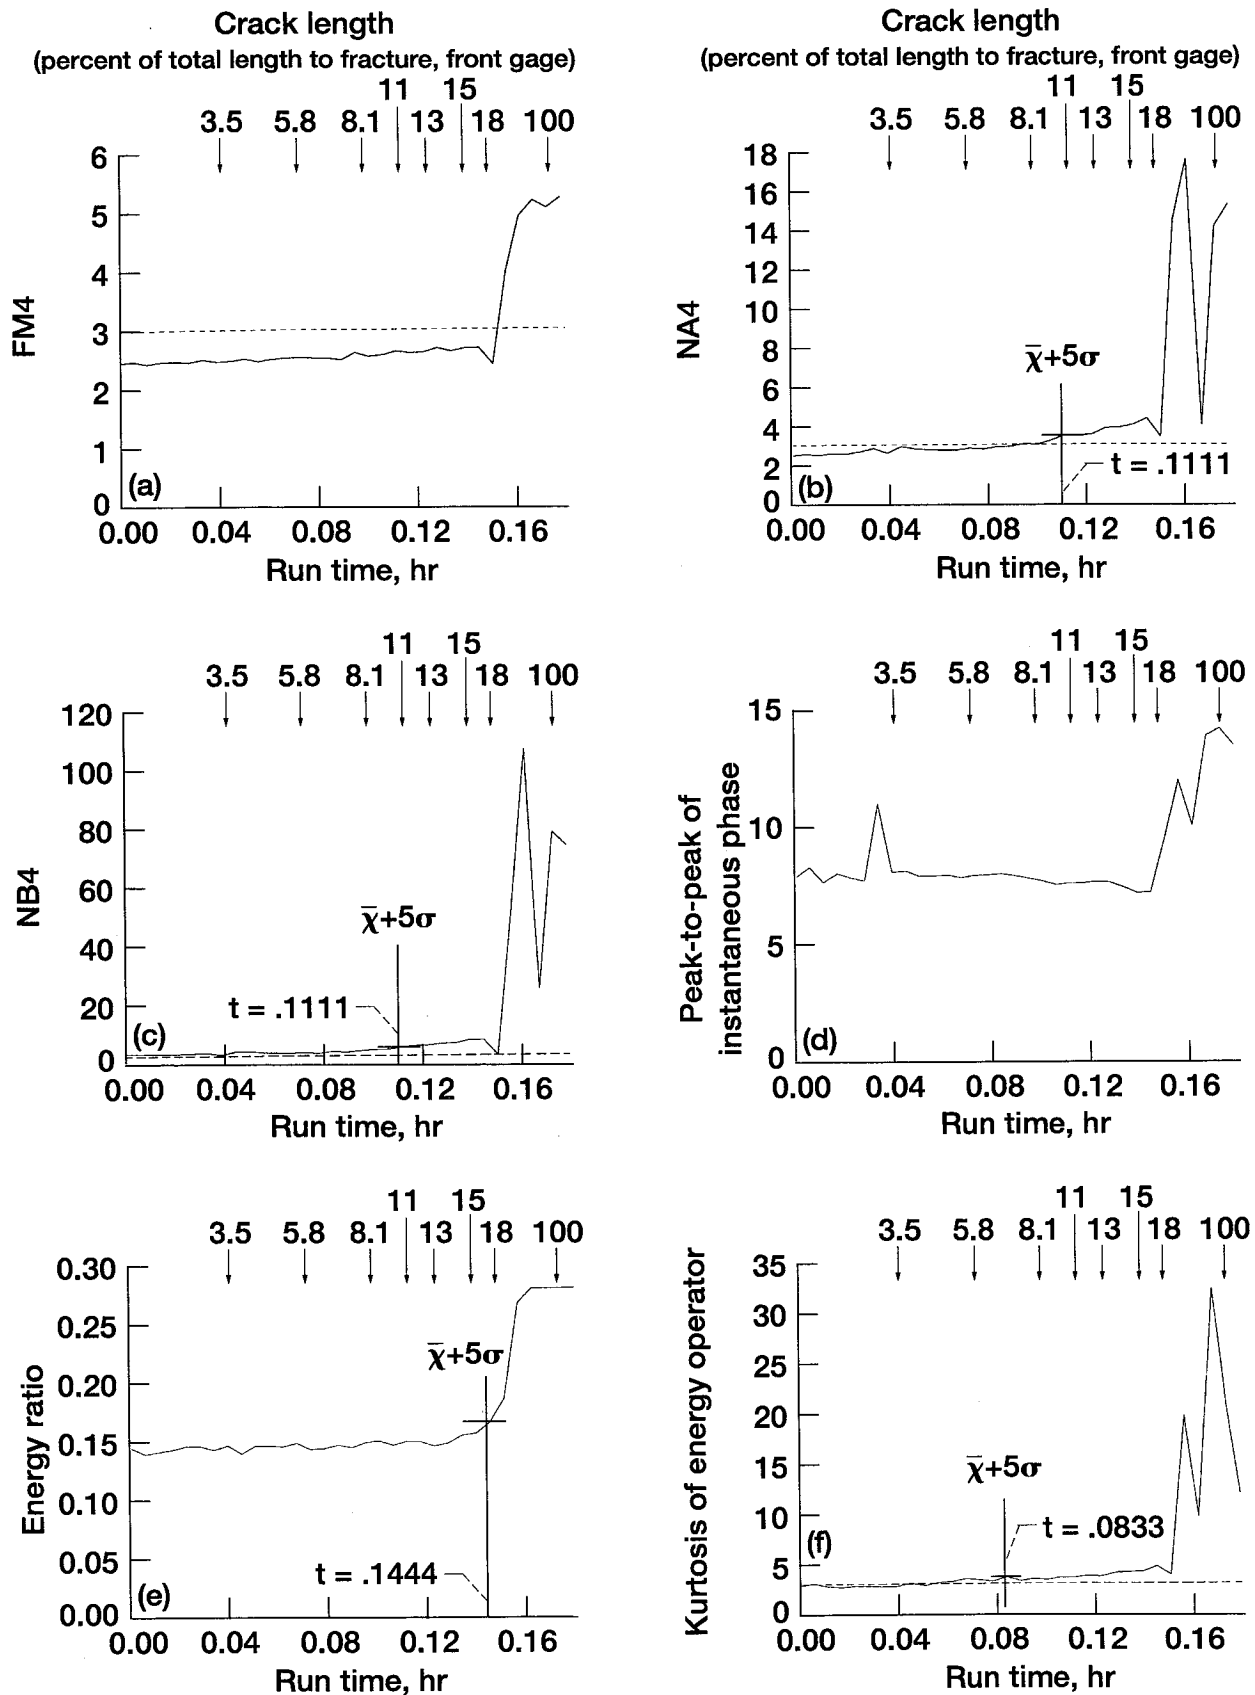 Crack length
(percent of total length to fracture, front gage)
11 15
3.5 5.8 8.1 13 18 100
6
5
4
3
2
1
0
FM4
(a)
0.00 0.04 0.08 0.12 0.16
Run time, hr
Crack length
(percent of total length to fracture, front gage)
11 15
3.5 5.8 8.1 13 18 100
18
16
14
12
10
8
6
4
2
0
NA4
x̄+5σ
t = .1111
(b)
0.00 0.04 0.08 0.12 0.16
Run time, hr
11 15
3.5 5.8 8.1 13 18 100
120
100
80
60
40
20
0
NB4
x̄+5σ
t = .1111
(c)
0.00 0.04 0.08 0.12 0.16
Run time, hr
11 15
3.5 5.8 8.1 13 18 100
15
10
5
0
Peak-to-peak of
instantaneous phase
(d)
0.00 0.04 0.08 0.12 0.16
Run time, hr
11 15
3.5 5.8 8.1 13 18 100
0.30
0.25
0.20
0.15
0.10
0.05
0.00
Energy ratio
x̄+5σ
t = .1444
(e)
0.00 0.04 0.08 0.12 0.16
Run time, hr
11 15
3.5 5.8 8.1 13 18 100
35
30
25
20
15
10
5
0
Kurtosis of energy operator
x̄+5σ
t = .0833
(f)
0.00 0.04 0.08 0.12 0.16
Run time, hr